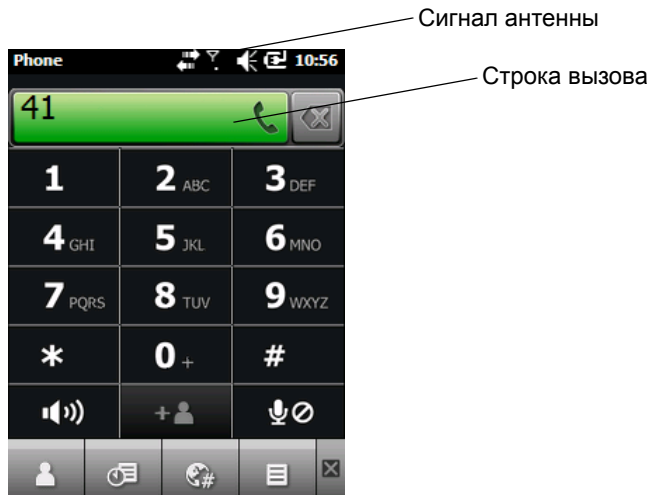 Сигнал антенны
Phone 10:56
Строка вызова
41
1 2 ABC 3 DEF
4 GHI 5 JKL 6 MNO
7 PQRS 8 TUV 9 WXYZ
* 0 + #
+
#